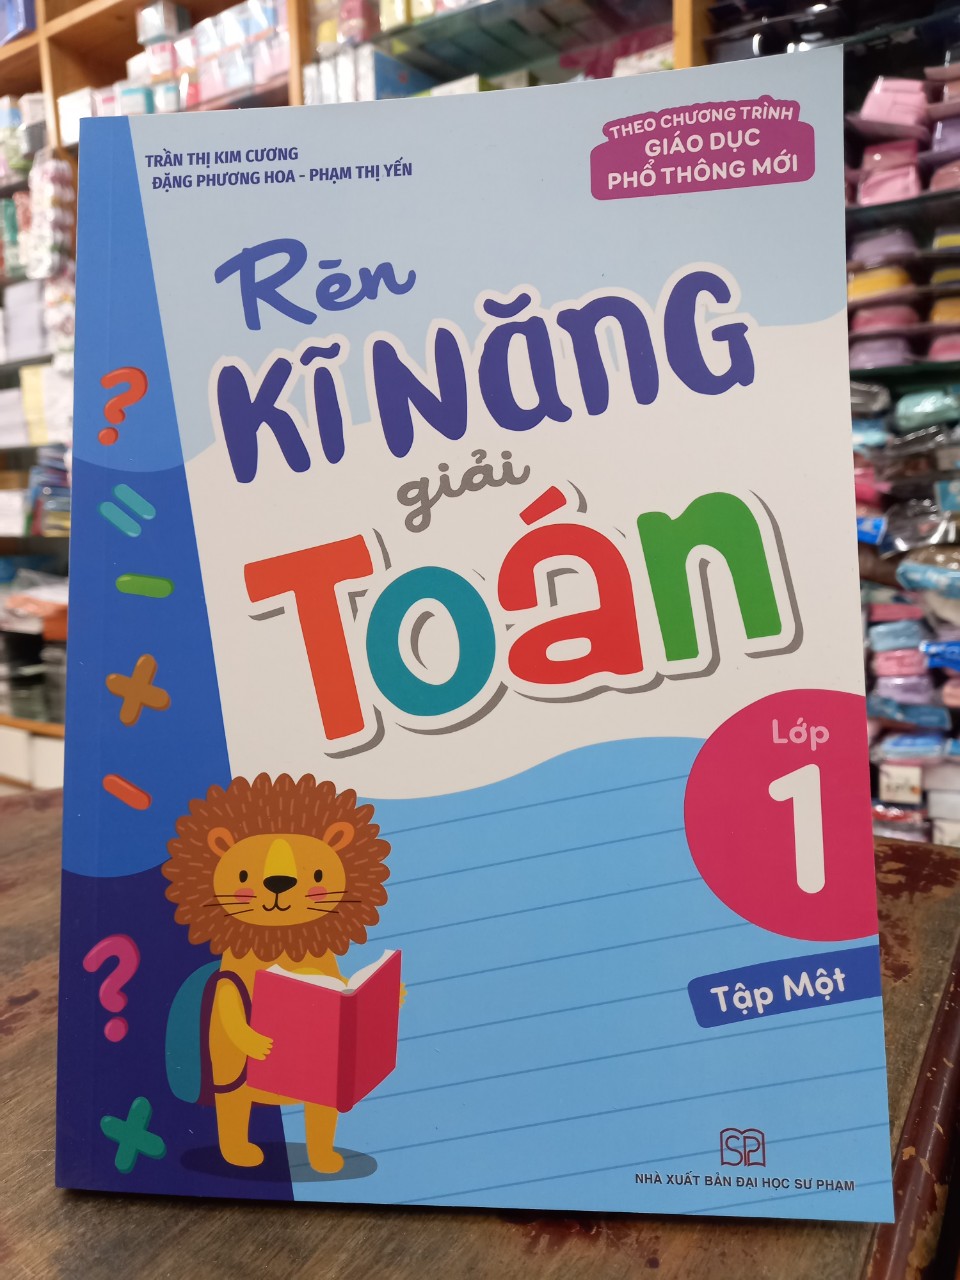 TRẦN THỊ KIM CƯƠNG
ĐẶNG PHƯƠNG HOA - PHẠM THỊ YẾN
THEO CHƯƠNG TRÌNH
GIÁO DỤC
PHỔ THÔNG MỚI
Rèn
KĨ NĂNG
giải
Toán
Lớp
1
Tập Một
SP
NHÀ XUẤT BẢN ĐẠI HỌC SƯ PHẠM